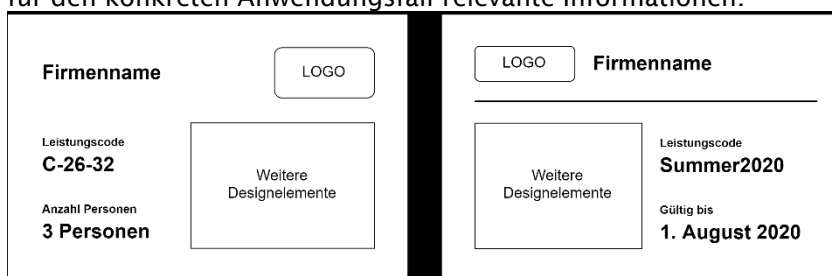 für den konkreten Anwendungsfall relevante Informationen.
Firmenname
LOGO
Leistungscode
C-26-32
Anzahl Personen
3 Personen
Weitere
Designelemente
LOGO
Firmenname
Weitere
Designelemente
Leistungscode
Summer2020
Gültig bis
1. August 2020